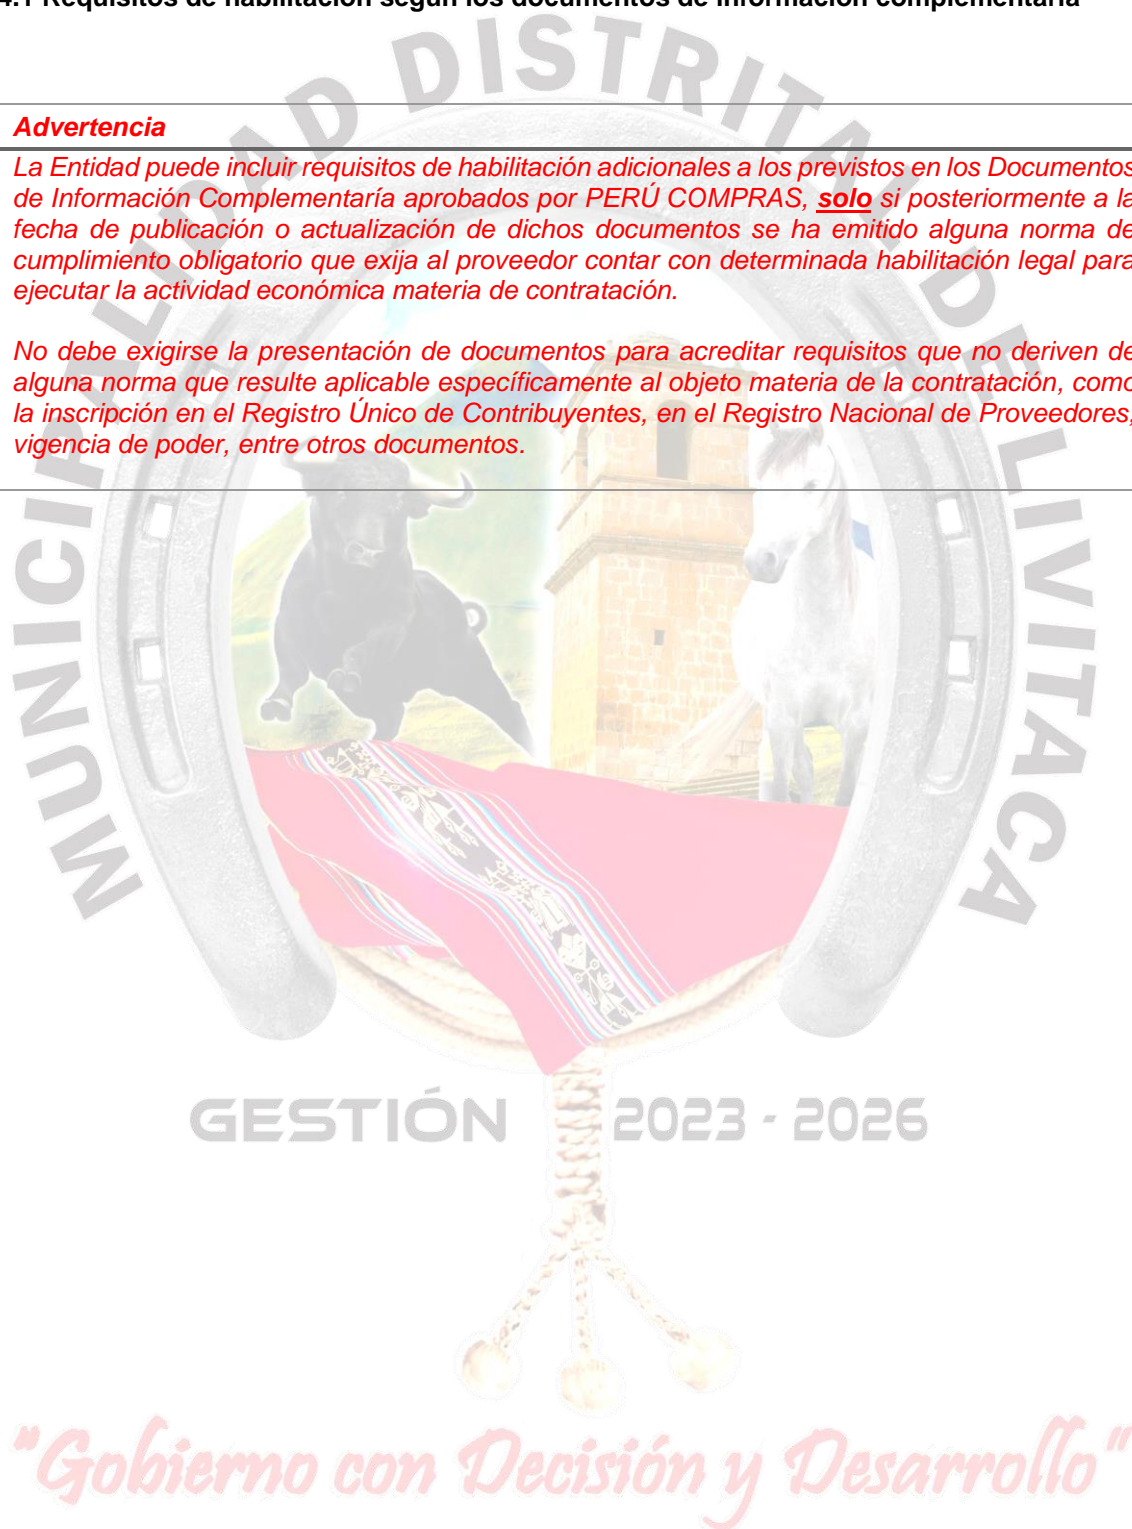 4.1 Requisitos de habilitación según los documentos de información complementaria
MUNICIPALIDAD DISTRITAL DE LIVITACA
Advertencia
La Entidad puede incluir requisitos de habilitación adicionales a los previstos en los Documentos
de Información Complementaría aprobados por PERÚ COMPRAS, solo si posteriormente a la
fecha de publicación o actualización de dichos documentos se ha emitido alguna norma de
cumplimiento obligatorio que exija al proveedor contar con determinada habilitación legal para
ejecutar la actividad económica materia de contratación.
No debe exigirse la presentación de documentos para acreditar requisitos que no deriven de
alguna norma que resulte aplicable específicamente al objeto materia de la contratación, como
la inscripción en el Registro Único de Contribuyentes, en el Registro Nacional de Proveedores,
vigencia de poder, entre otros documentos.
GESTIÓN 2023 - 2026
"Gobierno con Decisión y Desarrollo"